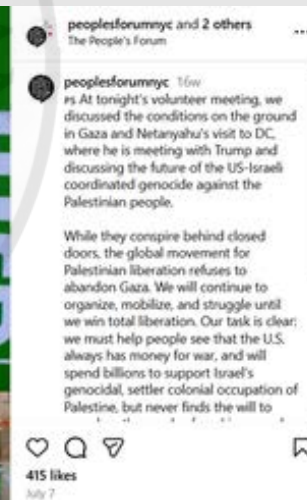 peoplesforumnyc and 2 others
The People's Forum
peoplesforumnyc 16w
At tonight's volunteer meeting, we
discussed the conditions on the ground
in Gaza and Netanyahu's visit to DC,
where he is meeting with Trump and
discussing the future of the US-Israeli
coordinated genocide against the
Palestinian people.
While they conspire behind closed
doors, the global movement for
Palestinian liberation refuses to
abandon Gaza. We will continue to
organize, mobilize, and struggle until
we win total liberation. Our task is clear:
we must help people see that the U.S.
always has money for war, and will
spend billions to support Israel's
genocidal, settler colonial occupation of
Palestine, but never finds the will to
415 likes
July 7